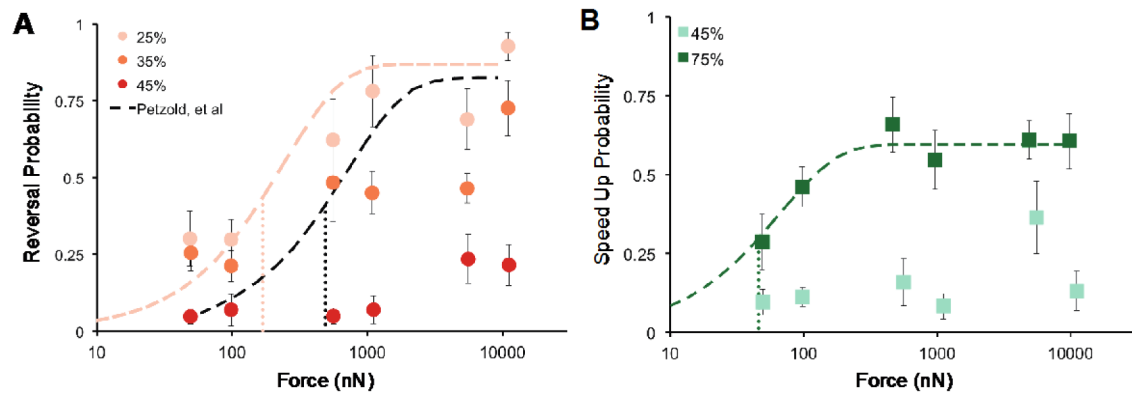 A
25%
35%
45%
Petzold, et al
Reversal Probability
1
0.75
0.5
0.25
0
10 100 1000 10000
Force (nN)
B
45%
75%
Speed Up Probability
1
0.75
0.5
0.25
0
10 100 1000 10000
Force (nN)